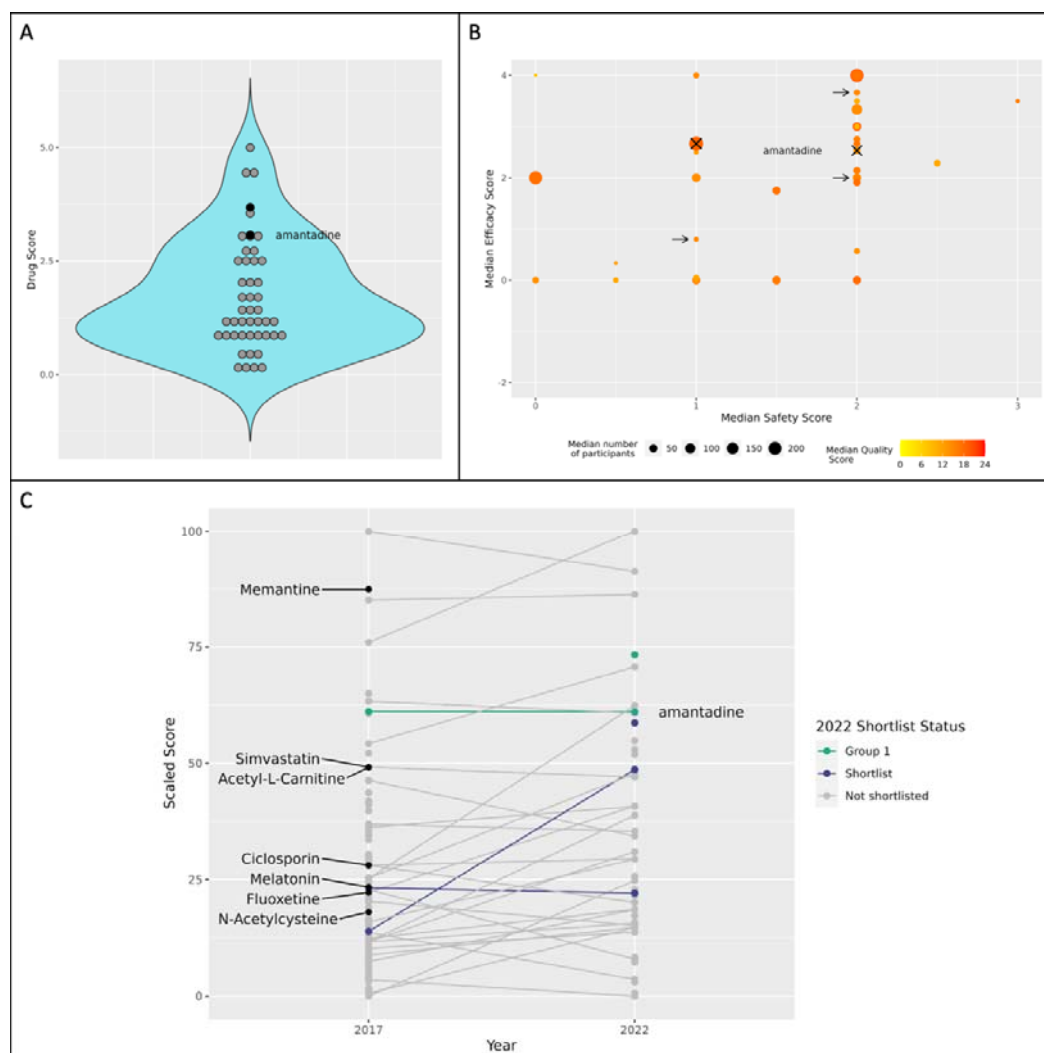 A
5.0
2.5
0.0
Drug Score
amantadine
B
4
2
0
-2
Median Efficacy Score
amantadine
0
1
2
3
Median Safety Score
Median number
of participants
50
100
150
200
Median Quality
Score
0 6 12 18 24
C
100
75
50
25
0
Scaled Score
Memantine
Simvastatin
Acetyl-L-Carnitine
Ciclosporin
Melatonin
Fluoxetine
N-Acetylcysteine
amantadine
2017
2022
Year
2022 Shortlist Status
Group 1
Shortlist
Not shortlisted